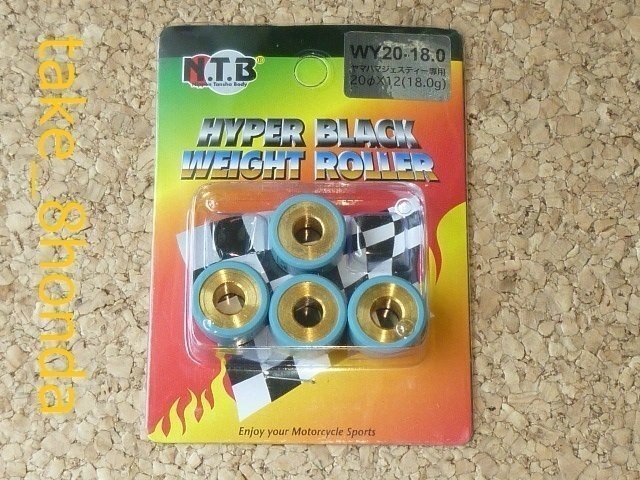 N.T.B®
Nippon Tansha Body
WY20-18.0
ヤマハマジェスティー専用
20φX12(18.0g)
HYPER BLACK
WEIGHT ROLLER
Enjoy your Motorcycle Sports
take_8honda